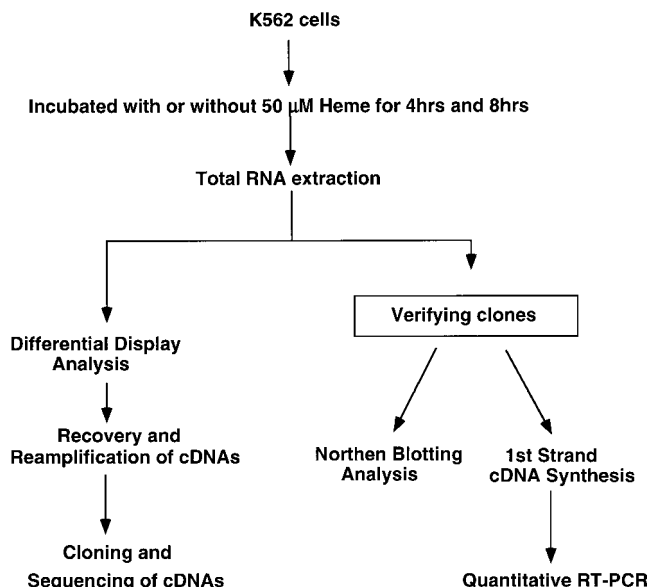 K562 cells
Incubated with or without 50 μM Heme for 4hrs and 8hrs
Total RNA extraction
Differential Display
Analysis
Recovery and
Reamplification of cDNAs
Cloning and
Sequencing of cDNAs
Verifying clones
Northen Blotting
Analysis
1st Strand
cDNA Synthesis
Quantitative RT-PCR